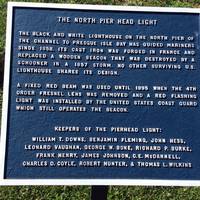 THE NORTH PIER HEAD LIGHT
THE BLACK AND WHITE LIGHTHOUSE ON THE NORTH PIER OF
THE CHANNEL TO PRESQUE ISLE BAY HAS GUIDED MARINERS
SINCE 1858. ITS CAST IRON WAS FORGED IN FRANCE AND
REPLACED A WOODEN BEACON THAT WAS DESTROYED BY A
SCHOONER IN A 1857 STORM. NO OTHER SURVIVING U.S.
LIGHTHOUSE SHARES ITS DESIGN.
A FIXED RED BEAM WAS USED UNTIL 1995 WHEN THE 4TH
ORDER FRESNEL LENS WAS REMOVED AND A RED FLASHING
LIGHT WAS INSTALLED BY THE UNITED STATES COAST GUARD
WHICH STILL OPERATES THE BEACON.
KEEPERS OF THE PIERHEAD LIGHT:
WILLIAM T. DOWNS, BENJAMIN FLEMING, JOHN HESS,
LEONARD VAUGHAN, GEORGE W. BONE, RICHARD P. BURKE,
FRANK HENRY, JAMES JOHNSON, C.E. MCDANNELL,
CHARLES D. COYLE, ROBERT HUNTER, & THOMAS L. WILKINS